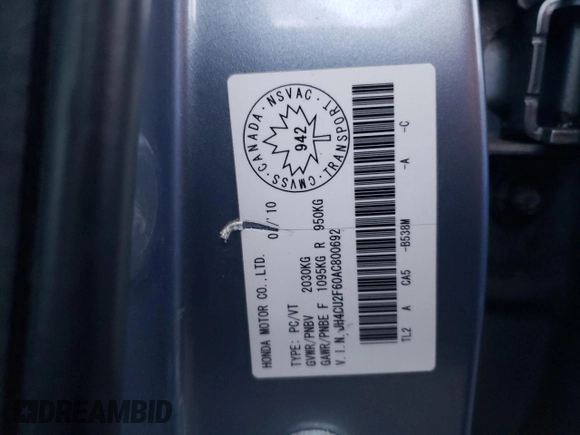 CMVSS·CANADA·NSVAC
TRANSPORT
942
HONDA MOTOR CO.,LTD. '10
TYPE: PC/VT
GVWR/PNBV 2030KG
GAWR/PNBE F 1095KG R 950KG
V.I.N.JH4CU2F60AC800692
TL2 A CA5 -B538M -A -C
DREAMBID